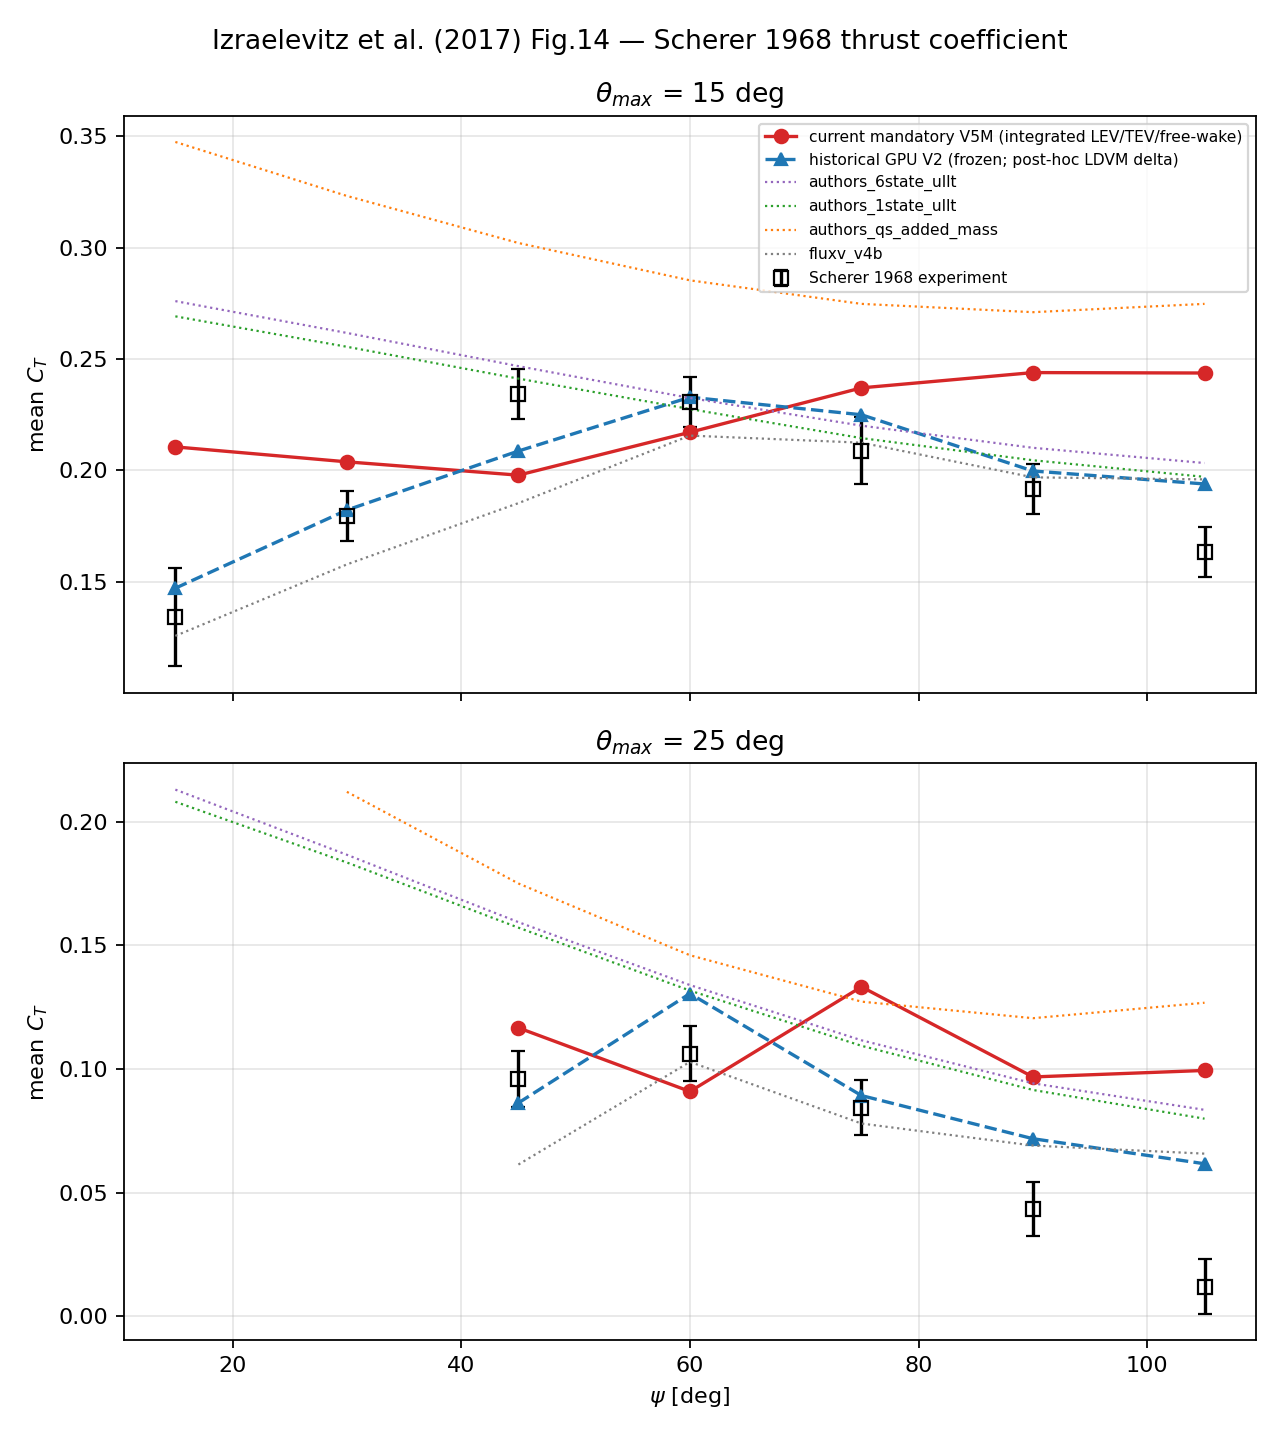 Izraelevitz et al. (2017) Fig.14 — Scherer 1968 thrust coefficient
θmax = 15 deg
0.35
0.30
0.25
0.20
0.15
mean CT
current mandatory V5M (integrated LEV/TEV/free-wake)
historical GPU V2 (frozen; post-hoc LDVM delta)
authors_6state_ullt
authors_1state_ullt
authors_qs_added_mass
fluxv_v4b
Scherer 1968 experiment
θmax = 25 deg
0.20
0.15
0.10
0.05
0.00
mean CT
20 40 60 80 100
ψ [deg]